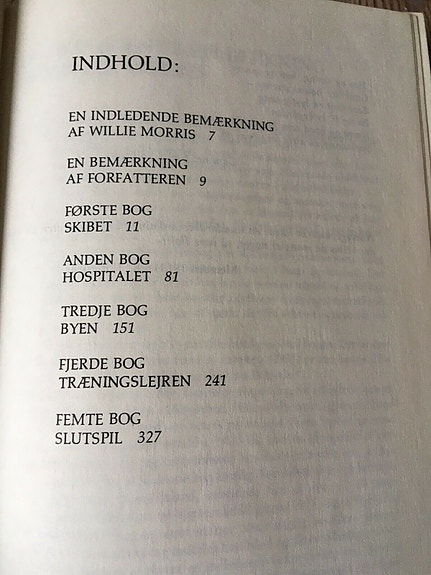 INDHOLD:
EN INDLEDENDE BEMÆRKNING
AF WILLIE MORRIS 7
EN BEMÆRKNING
AF FORFATTEREN 9
FØRSTE BOG
SKIBET 11
ANDEN BOG
HOSPITALET 81
TREDJE BOG
BYEN 151
FJERDE BOG
TRÆNINGSLEJREN 241
FEMTE BOG
SLUTSPIL 327